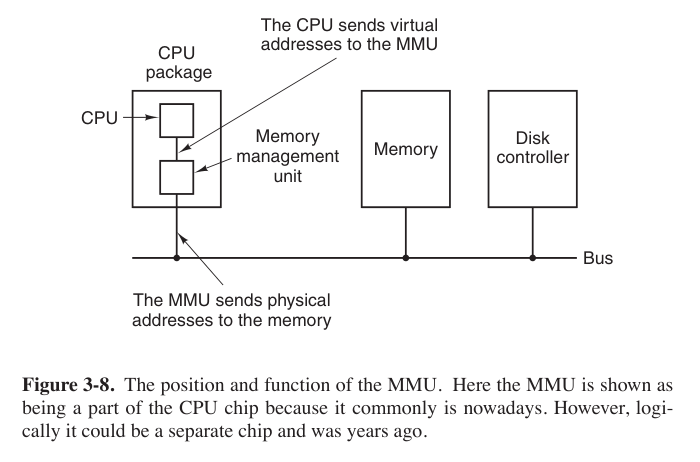 The CPU sends virtual
addresses to the MMU
CPU
package
CPU
Memory
management
unit
Memory
Disk
controller
Bus
The MMU sends physical
addresses to the memory
Figure 3-8. The position and function of the MMU. Here the MMU is shown as
being a part of the CPU chip because it commonly is nowadays. However, logi-
cally it could be a separate chip and was years ago.